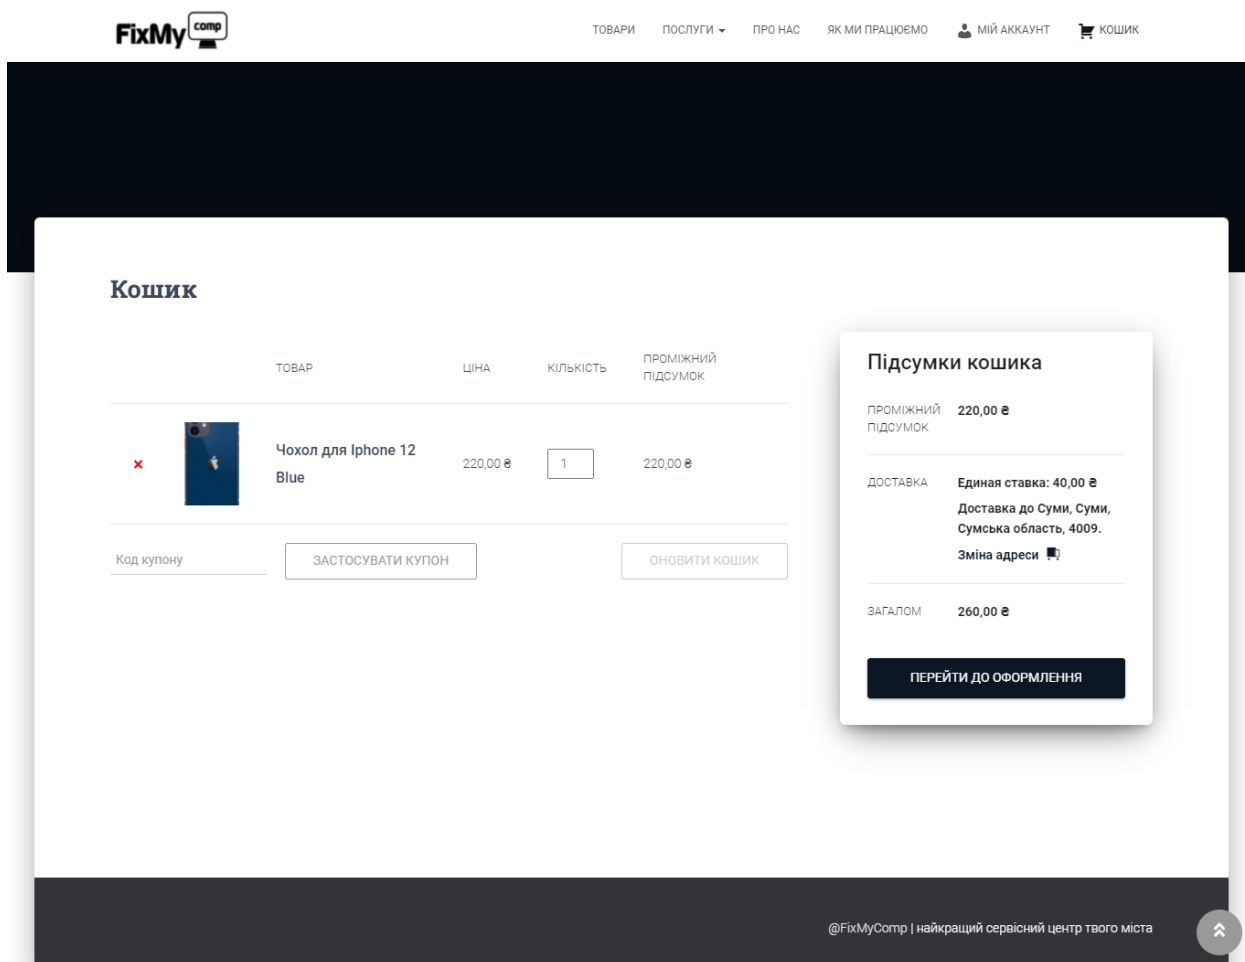 FixMy comp
ТОВАРИ ПОСЛУГИ ПРО НАС ЯК МИ ПРАЦЮЄМО МІЙ АККАУНТ КОШИК
Кошик
ТОВАР ЦІНА КІЛЬКІСТЬ ПРОМІЖНИЙ
ПІДСУМОК
× Чохол для Iphone 12
Blue
220,00 ₴ 1 220,00 ₴
Код купону ЗАСТОСУВАТИ КУПОН ОНОВИТИ КОШИК
Підсумки кошика
ПРОМІЖНИЙ
ПІДСУМОК
220,00 ₴
ДОСТАВКА Единая ставка: 40,00 ₴
Доставка до Суми, Суми,
Сумська область, 4009.
Зміна адреси
ЗАГАЛОМ 260,00 ₴
ПЕРЕЙТИ ДО ОФОРМЛЕННЯ
@FixMyComp | найкращий сервісний центр твого міста